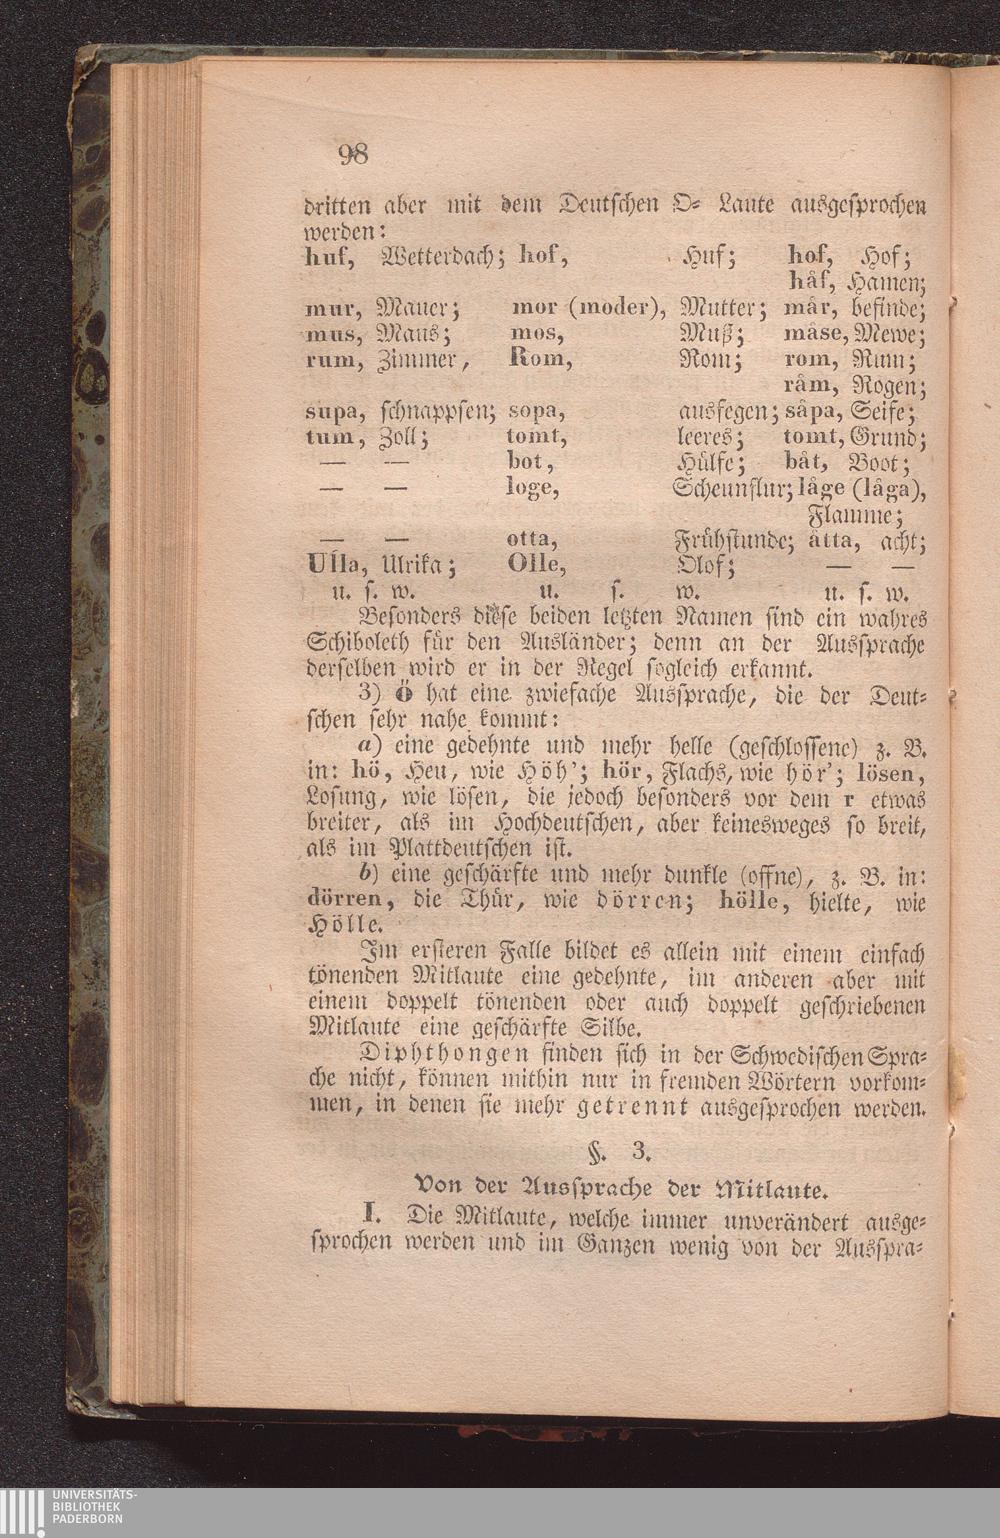 98
dritten aber mit dem Deutschen O- Laute ausgesprochen
werden:
huf, Wetterdach; hof, Huf; hof, Hof;
håf, Hamen;
mur, Mauer; mor (moder), Mutter; mår, befinde;
mus, Maus; mos, Muß; måse, Mewe;
rum, Zimmer, Rom, Rom; rom, Rum;
råm, Rogen;
supa, schnappsen; sopa, ausfegen; såpa, Seife;
tum, Zoll; tomt, leeres; tomt, Grund;
— — bot, Hülfe; båt, Boot;
— — loge, Scheunflur; låge (låga),
Flamme;
— — otta, Frühstunde; åtta, acht;
Ulla, Ulrika; Olle, Olof; — —
u. s. w. u. s. w. u. s. w.
Besonders diese beiden letzten Namen sind ein wahres
Schiboleth für den Ausländer; denn an der Aussprache
derselben wird er in der Regel sogleich erkannt.
3) Ö hat eine zwiefache Aussprache, die der Deut-
schen sehr nahe kommt:
a) eine gedehnte und mehr helle (geschlossene) z. B.
in: hö, Heu, wie Höh'; hör, Flachs, wie hör'; lösen,
Losung, wie lösen, die jedoch besonders vor dem r etwas
breiter, als im Hochdeutschen, aber keinesweges so breit,
als im Plattdeutschen ist.
b) eine geschärfte und mehr dunkle (offne), z. B. in:
dörren, die Thür, wie dörren; hölle, hielte, wie
Hölle.
Im ersteren Falle bildet es allein mit einem einfach
tönenden Mitlaute eine gedehnte, im anderen aber mit
einem doppelt tönenden oder auch doppelt geschriebenen
Mitlaute eine geschärfte Silbe.
Diphthongen finden sich in der Schwedischen Spra-
che nicht, können mithin nur in fremden Wörtern vorkom-
men, in denen sie mehr getrennt ausgesprochen werden.
§. 3.
Von der Aussprache der Mitlaute.
I. Die Mitlaute, welche immer unverändert ausge-
sprochen werden und im Ganzen wenig von der Ausspra-
UNIVERSITÄTS-
BIBLIOTHEK
PADERBORN